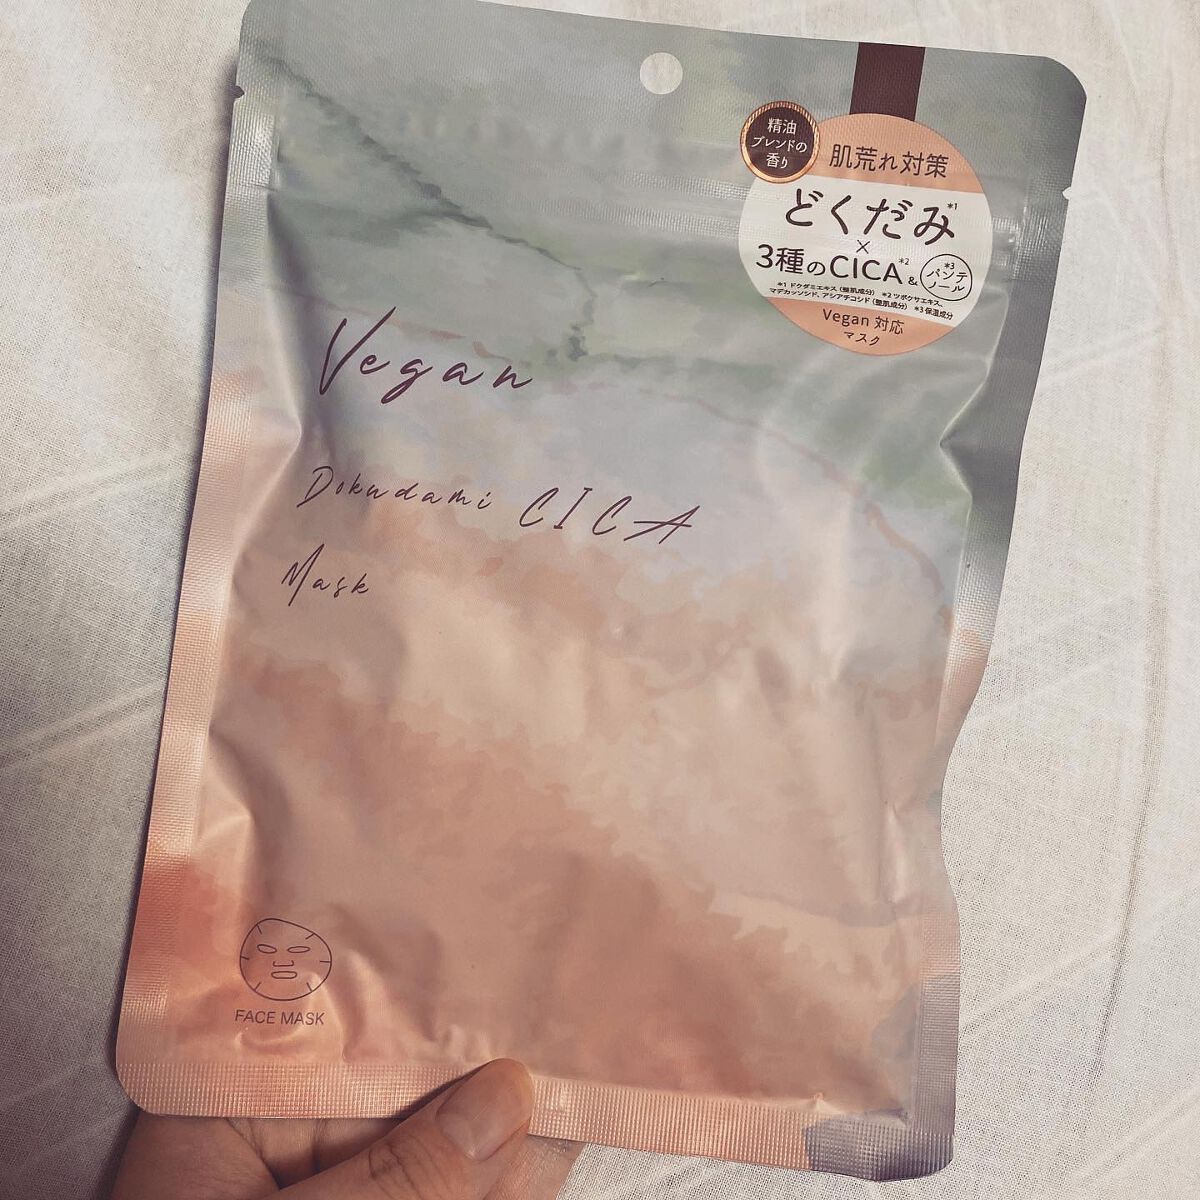 精油
ブレンドの
香り
肌荒れ対策
どくだみ*1
×
3種のCICA*2 &
*3
パンテ
ノール
*1 ドクダミエキス（整肌成分） *2 ツボクサエキス、
マデカッソシド、アシアチコシド（整肌成分） *3 保湿成分
Vegan 対応
マスク
Vegan
Dokudami CICA
Mask
FACE MASK